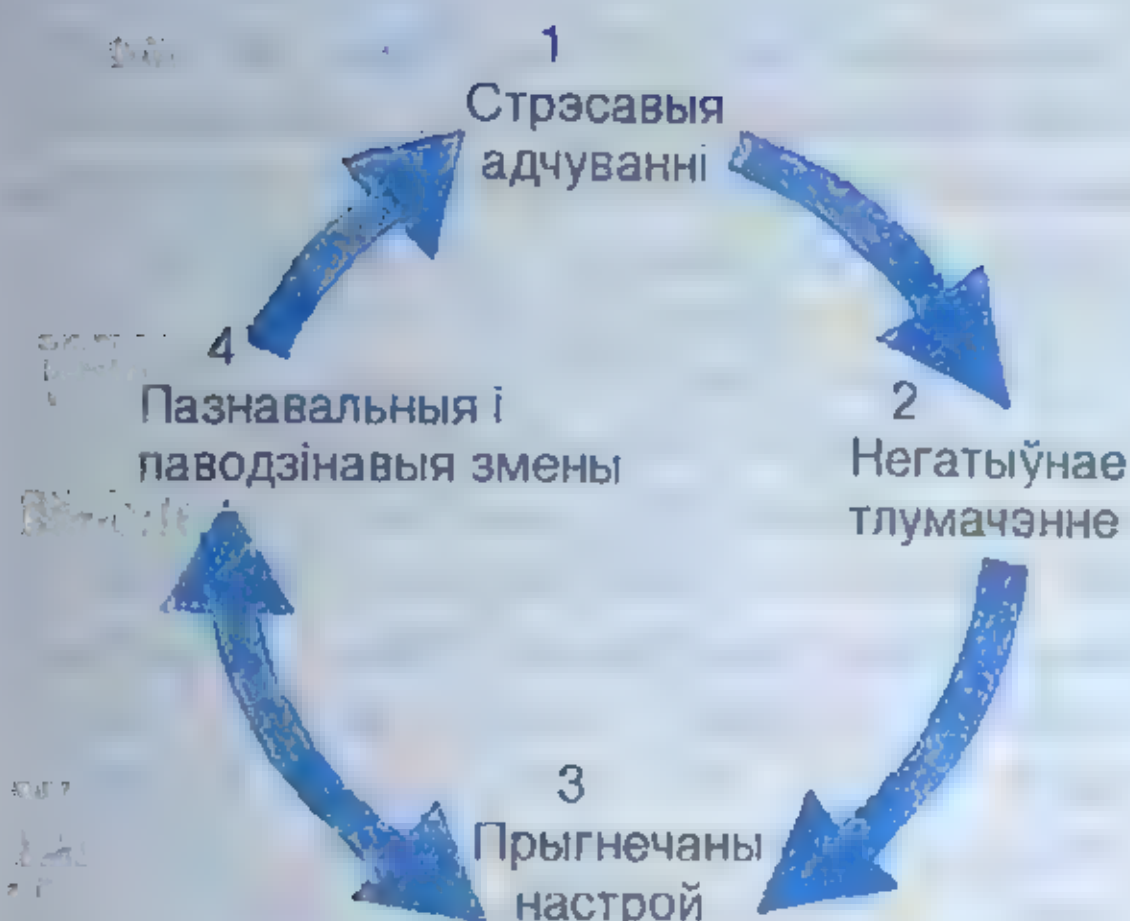 1
Стрэсавыя
адчуванні
2
Негатыўнае
тлумачэнне
3
Прыгнечаны
настрой
4
Пазнавальныя і
паводзінавыя змены